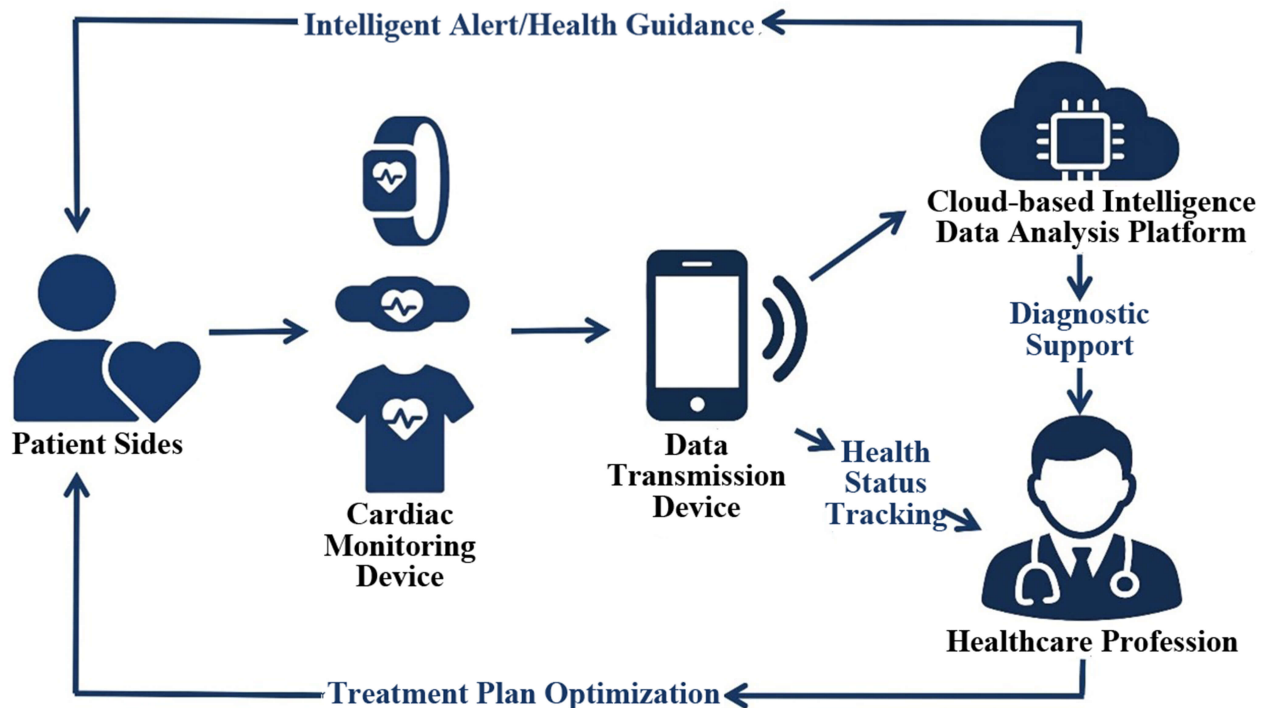 Intelligent Alert/Health Guidance
Cloud-based Intelligence
Data Analysis Platform
Diagnostic
Support
Patient Sides
Cardiac
Monitoring
Device
Data
Transmission
Device
Health
Status
Tracking
Healthcare Profession
Treatment Plan Optimization